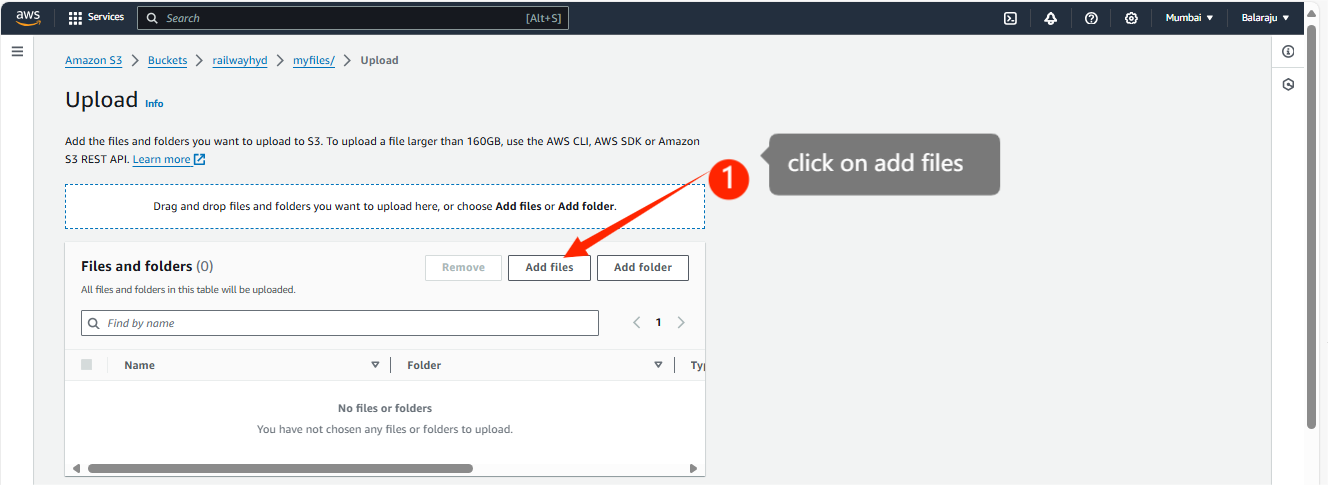 aws Services Search [Alt+S] Mumbai Balaraju
Amazon S3 > Buckets > railwayhyd > myfiles/ > Upload
Upload Info
Add the files and folders you want to upload to S3. To upload a file larger than 160GB, use the AWS CLI, AWS SDK or Amazon
S3 REST API. Learn more
1 click on add files
Drag and drop files and folders you want to upload here, or choose Add files or Add folder.
Files and folders (0) Remove Add files Add folder
All files and folders in this table will be uploaded.
Find by name 1
Name Folder
No files or folders
You have not chosen any files or folders to upload.